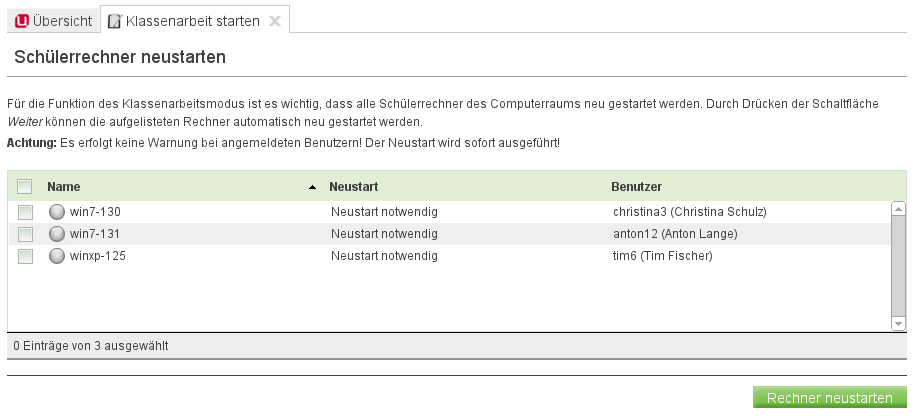 Übersicht
Klassenarbeit starten
Schülerrechner neustarten
Für die Funktion des Klassenarbeitsmodus ist es wichtig, dass alle Schülerrechner des Computerraums neu gestartet werden. Durch Drücken der Schaltfläche
Weiter können die aufgelisteten Rechner automatisch neu gestartet werden.
Achtung: Es erfolgt keine Warnung bei angemeldeten Benutzern! Der Neustart wird sofort ausgeführt!
Name Neustart Benutzer
win7-130 Neustart notwendig christina3 (Christina Schulz)
win7-131 Neustart notwendig anton12 (Anton Lange)
winxp-125 Neustart notwendig tim6 (Tim Fischer)
0 Einträge von 3 ausgewählt
Rechner neustarten